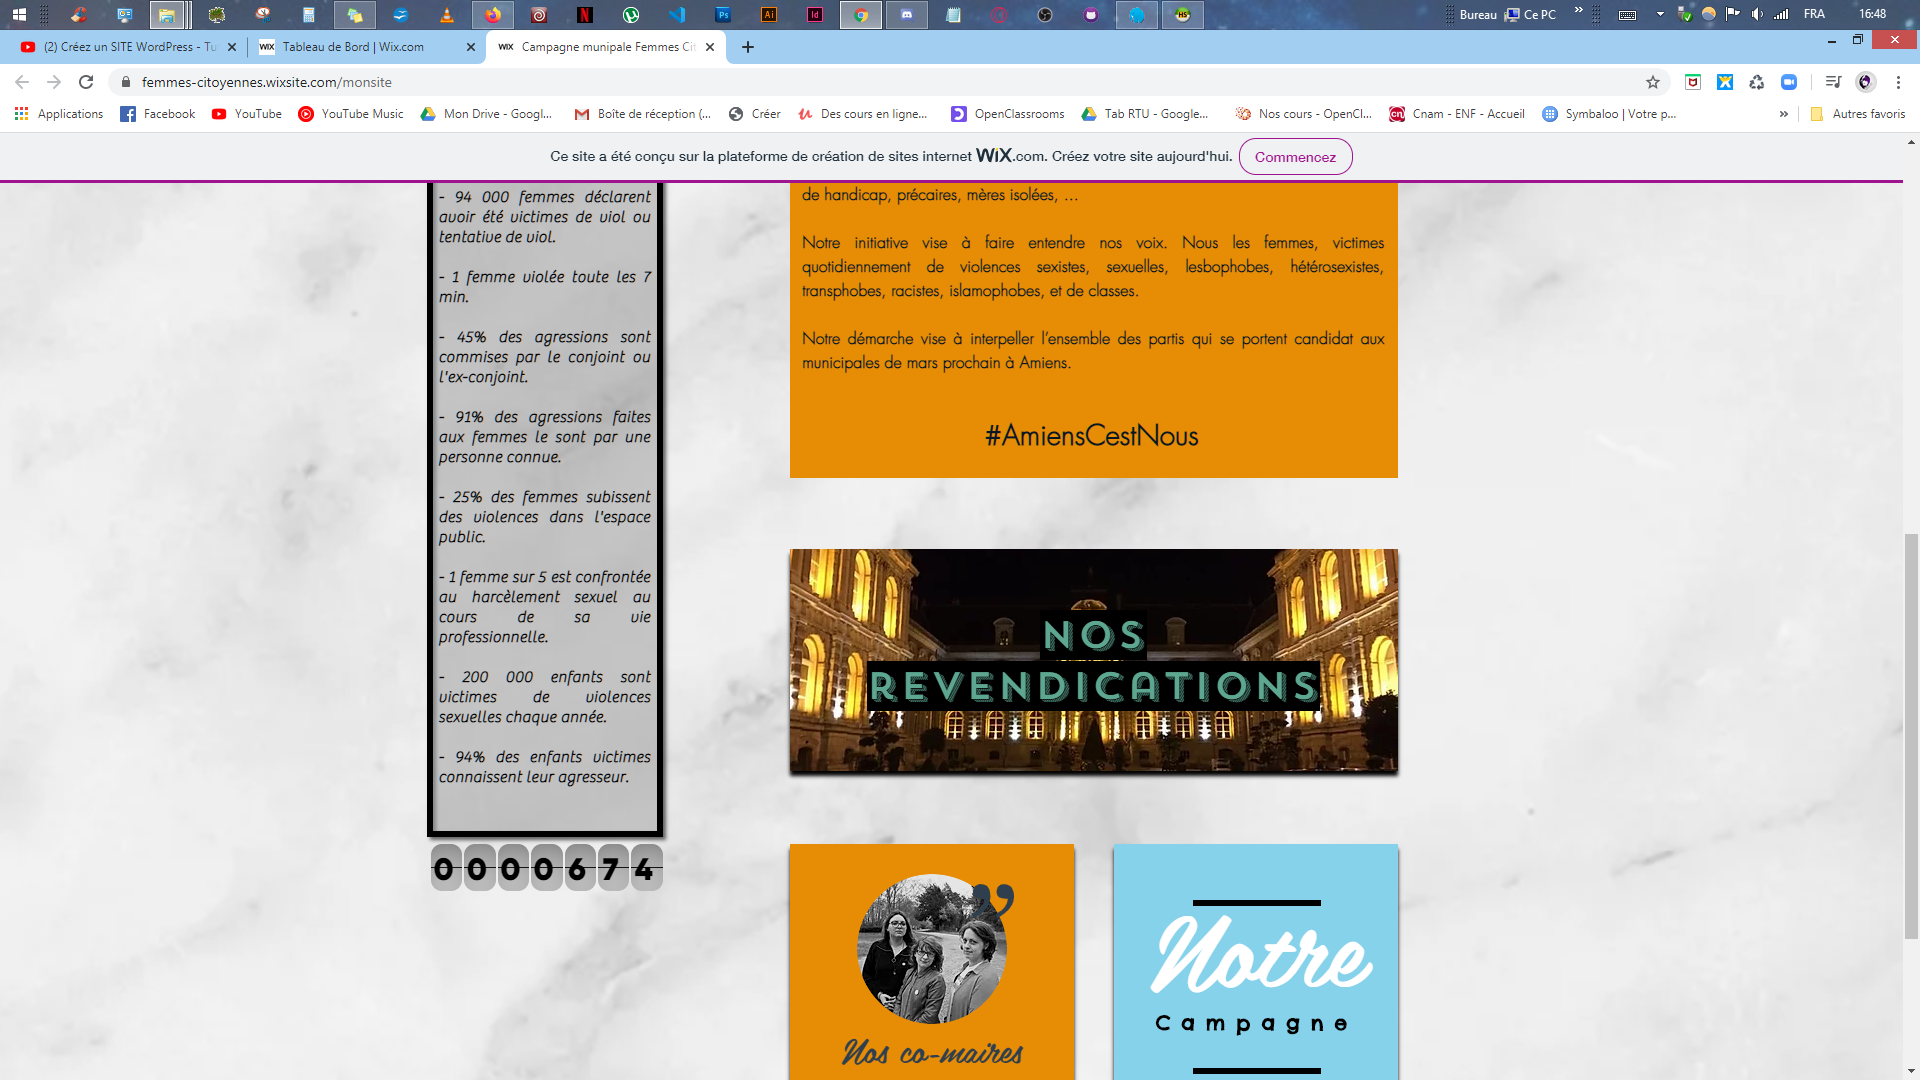 Bureau
Ce PC
»
FRA
16:48
(2) Créez un SITE WordPress - Tu
WIX Tableau de Bord | Wix.com
WIX Campagne munipale Femmes Cit
femmes-citoyennes.wixsite.com/monsite
Applications
Facebook
YouTube
YouTube Music
Mon Drive - Googl...
Boîte de réception (...
Créer
Des cours en ligne...
OpenClassrooms
Tab RTU - Google...
Nos cours - OpenCl...
Cnam - ENF - Accueil
Symbaloo | Votre p...
»
Autres favoris
Ce site a été conçu sur la plateforme de création de sites internet WiX.com. Créez votre site aujourd'hui.
Commencez
- 94 000 femmes déclarent
avoir été victimes de viol ou
tentative de viol.
- 1 femme violée toute les 7
min.
- 45% des agressions sont
commises par le conjoint ou
l'ex-conjoint.
- 91% des agressions faites
aux femmes le sont par une
personne connue.
- 25% des femmes subissent
des violences dans l'espace
public.
- 1 femme sur 5 est confrontée
au harcèlement sexuel au
cours de sa vie
professionnelle.
- 200 000 enfants sont
victimes de violences
sexuelles chaque année.
- 94% des enfants victimes
connaissent leur agresseur.
0000674
de handicap, précaires, mères isolées, ...
Notre initiative vise à faire entendre nos voix. Nous les femmes, victimes
quotidiennement de violences sexistes, sexuelles, lesbophobes, hétérosexistes,
transphobes, racistes, islamophobes, et de classes.
Notre démarche vise à interpeller l'ensemble des partis qui se portent candidat aux
municipales de mars prochain à Amiens.
#AmiensCestNous
NOS
REVENDICATIONS
”
Nos co-maires
Notre
Campagne